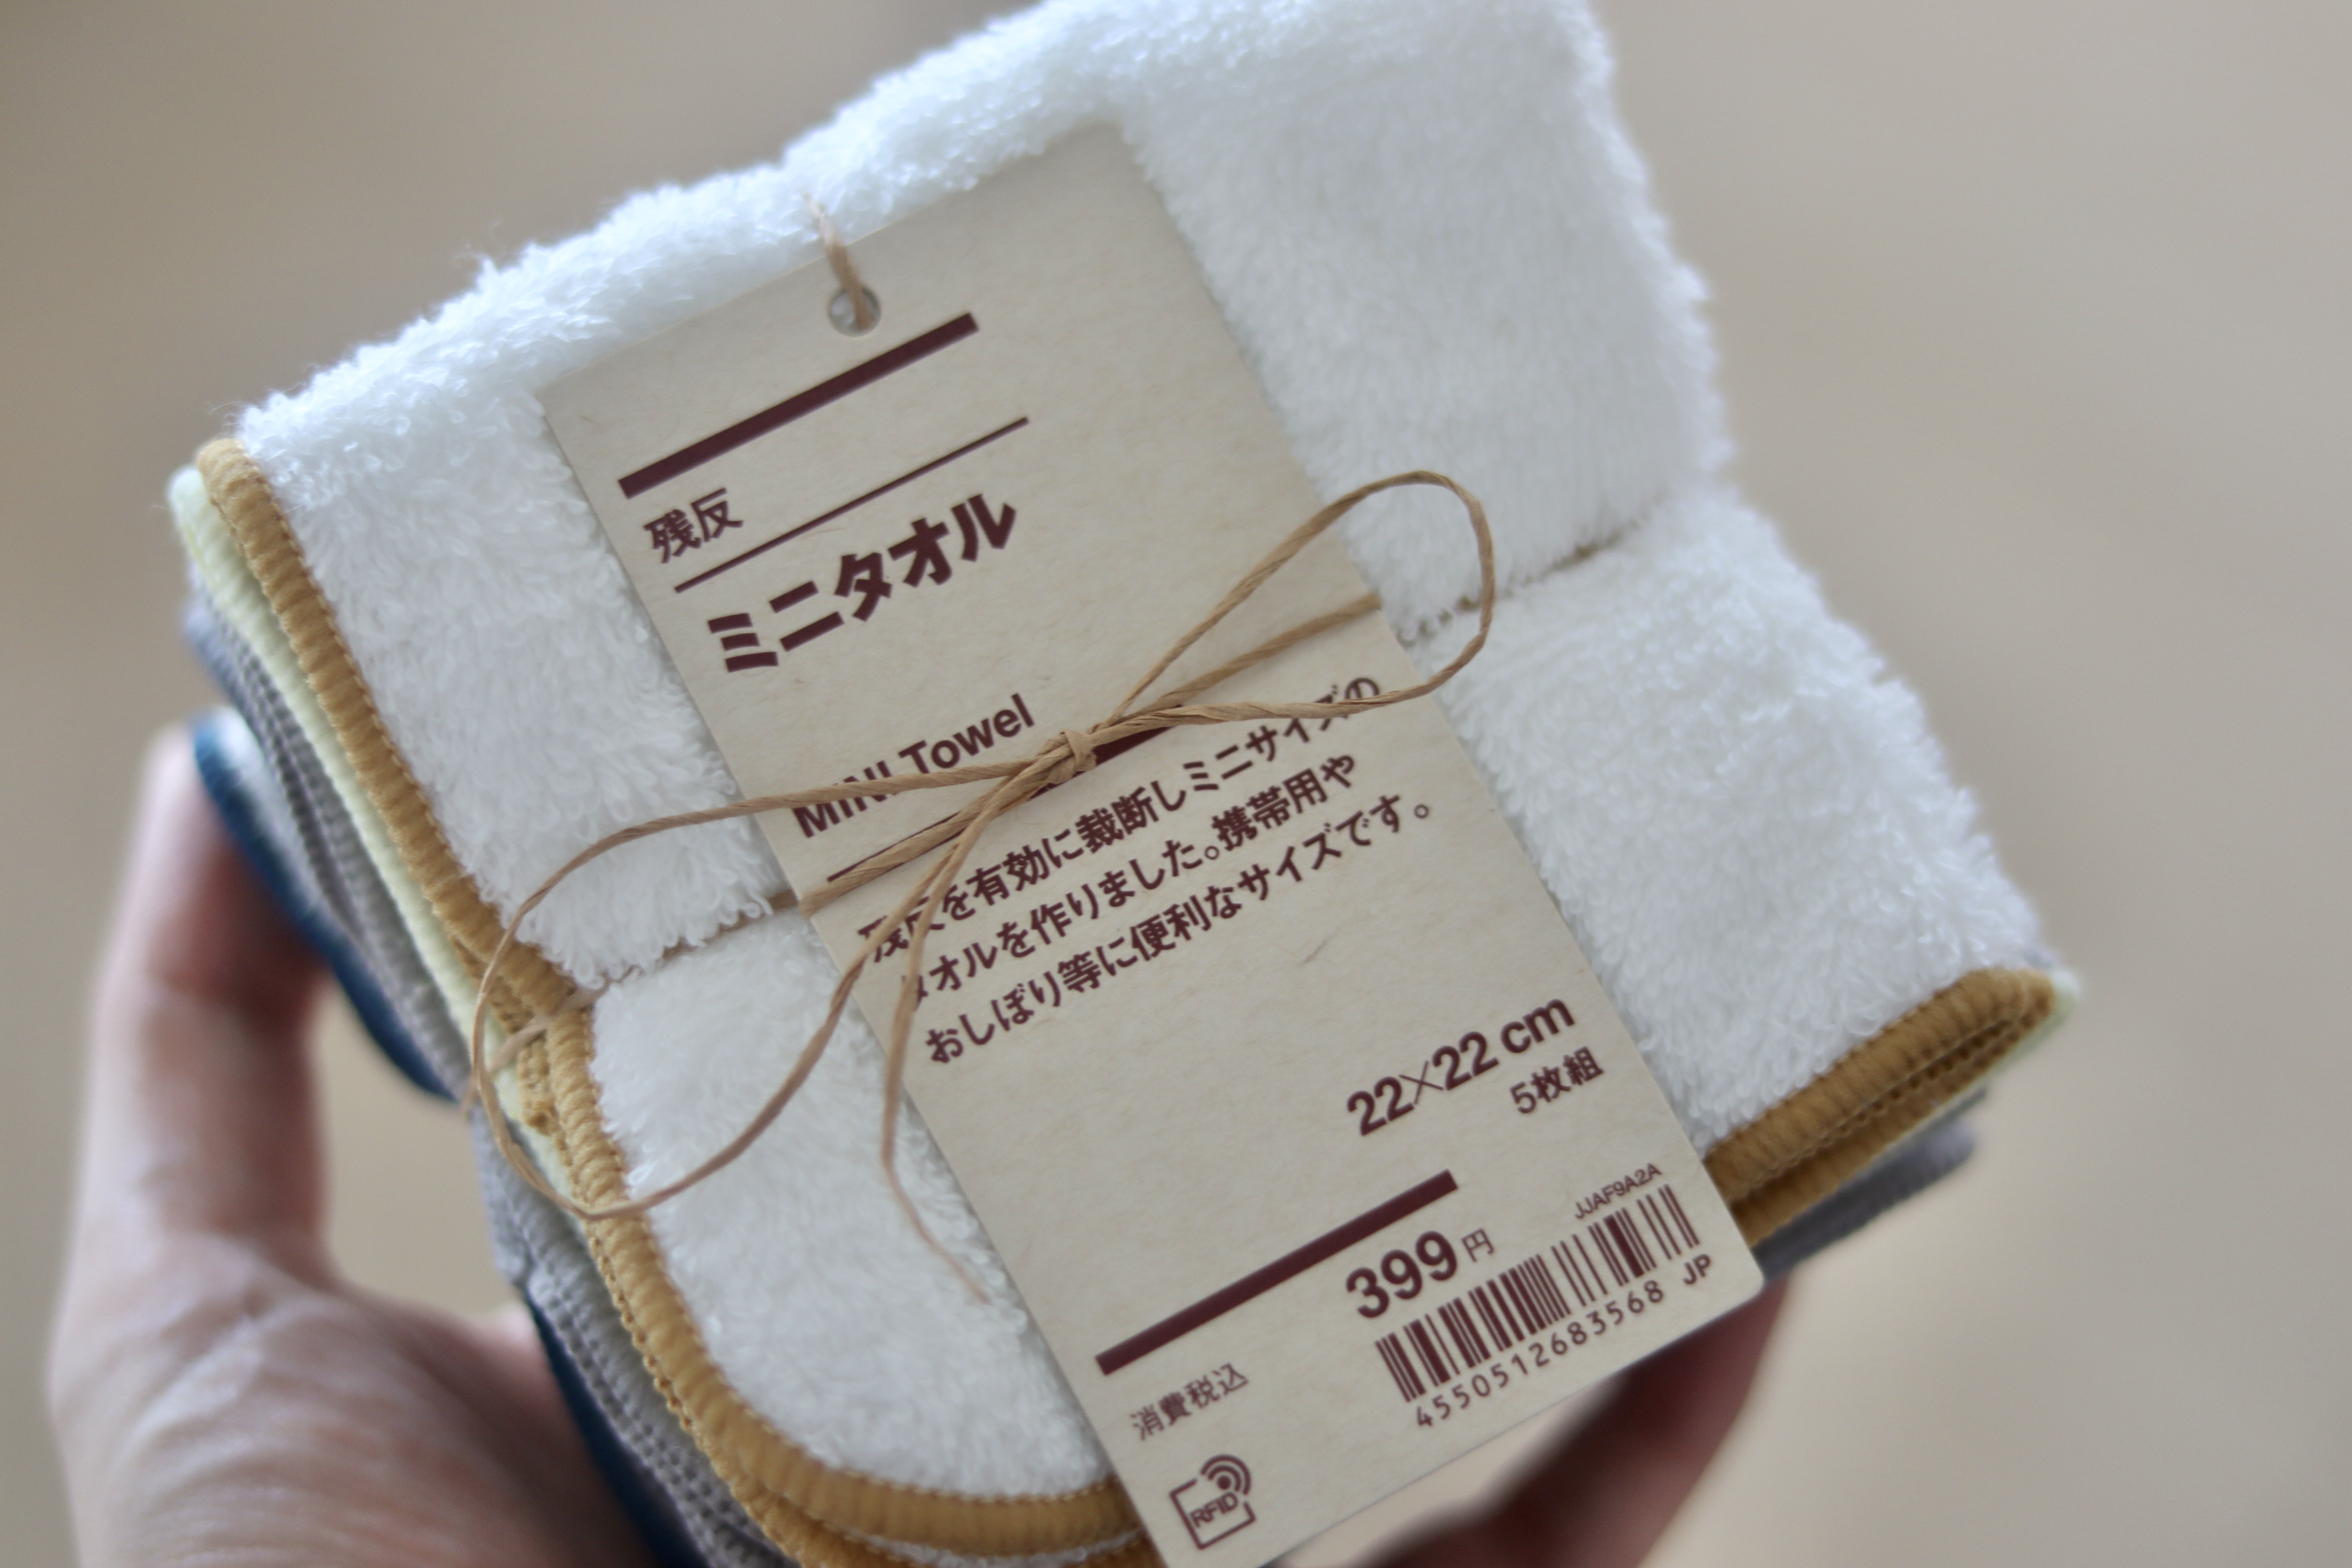 残反
ミニタオル
MINI Towel
残反を有効に裁断しミニサイズの
タオルを作りました。携帯用や
おしぼり等に便利なサイズです。
22×22 cm
5枚組
JJAF9A2A
399円
4550512683568 JP
消費税込
RFID